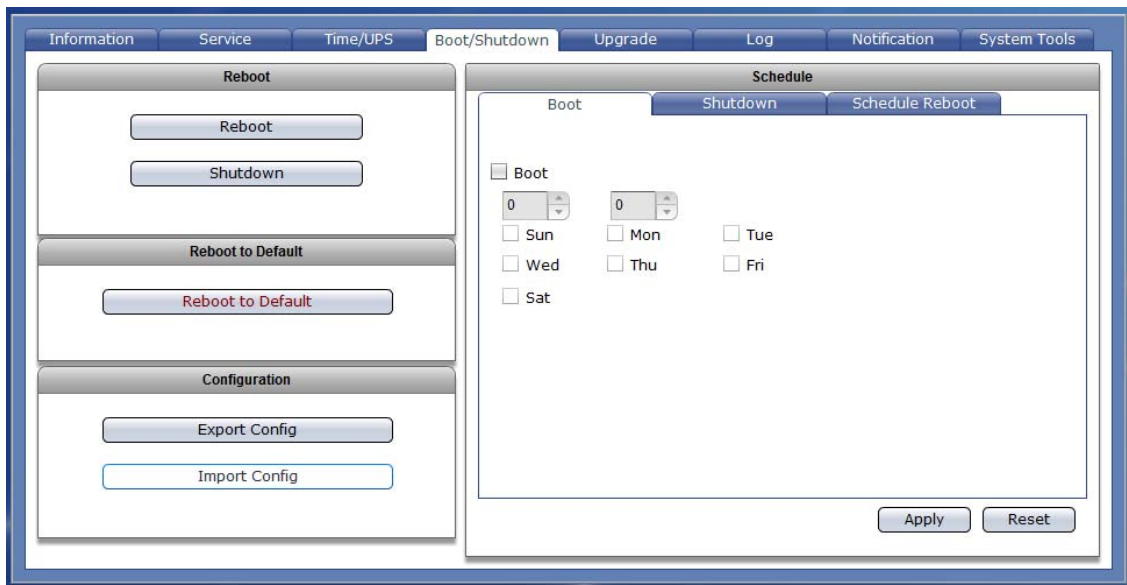 Information Service Time/UPS Boot/Shutdown Upgrade Log Notification System Tools
Reboot
Reboot
Shutdown
Reboot to Default
Reboot to Default
Configuration
Export Config
Import Config
Schedule
Boot Shutdown Schedule Reboot
Boot
0 0
Sun Mon Tue
Wed Thu Fri
Sat
Apply Reset